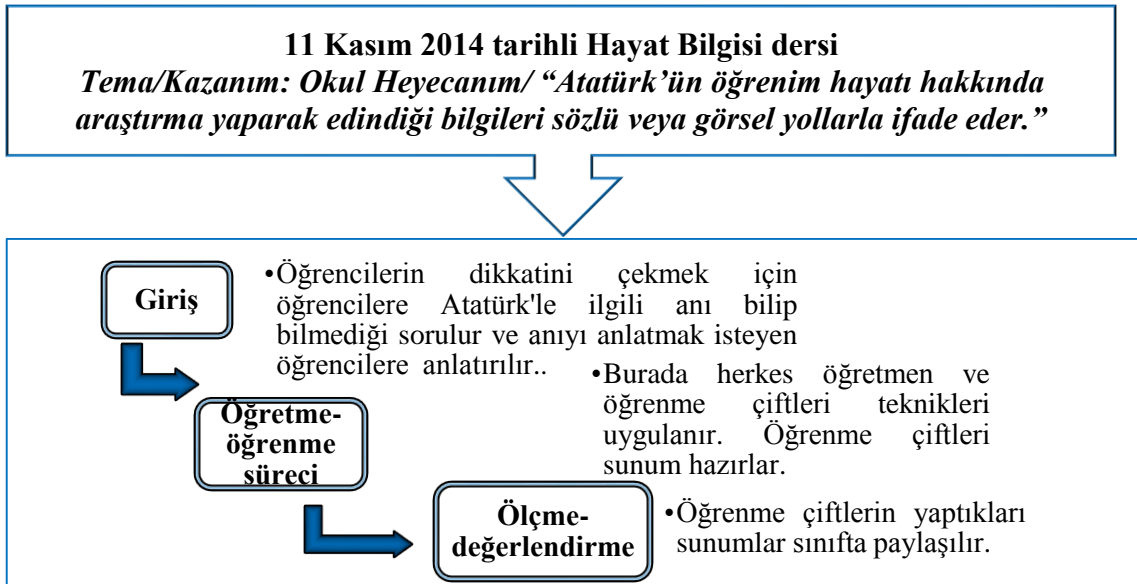 11 Kasım 2014 tarihli Hayat Bilgisi dersi
Tema/Kazanım: Okul Heyecanım/ “Atatürk’ün öğrenim hayatı hakkında
araştırma yaparak edindiği bilgileri sözlü veya görsel yollarla ifade eder.”
Giriş
•Öğrencilerin dikkatini çekmek için
öğrencilere Atatürk'le ilgili anı bilip
bilmediği sorulur ve anıyı anlatmak isteyen
öğrencilere anlatırılır..
Öğretme-
öğrenme
süreci
•Burada herkes öğretmen ve
öğrenme çiftleri teknikleri
uygulanır. Öğrenme çiftleri
sunum hazırlar.
Ölçme-
değerlendirme
•Öğrenme çiftlerin yaptıkları
sunumlar sınıfta paylaşılır.